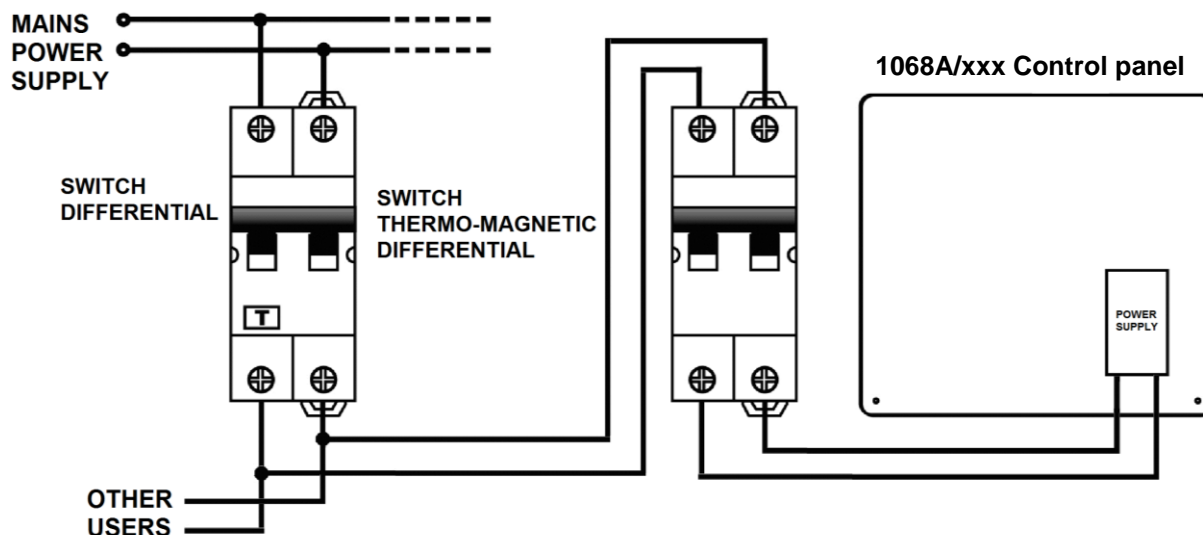 MAINS
POWER
SUPPLY
1068A/xxx Control panel
SWITCH
DIFFERENTIAL
SWITCH
THERMO-MAGNETIC
DIFFERENTIAL
T
POWER
SUPPLY
OTHER
USERS